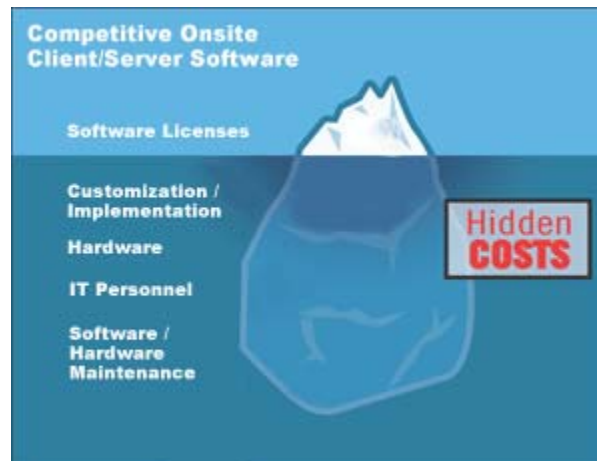 Competitive Onsite
Client/Server Software
Software Licenses
Customization /
Implementation
Hardware
IT Personnel
Software /
Hardware
Maintenance
Hidden
COSTS